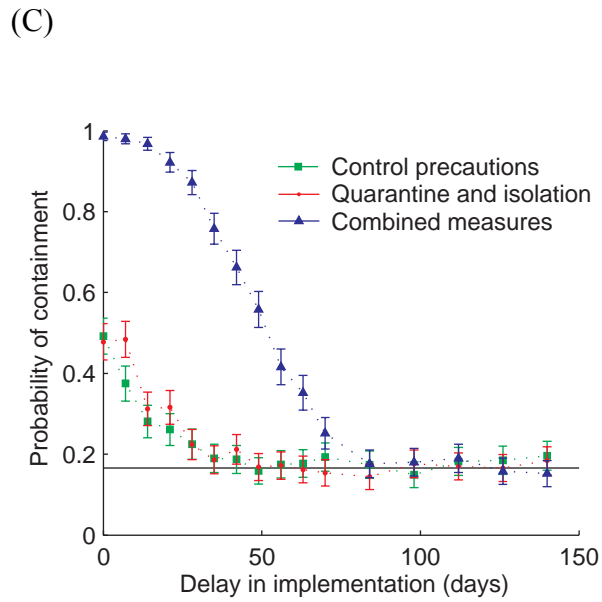 (C)
1
0.8
0.6
0.4
0.2
0
Probability of containment
Control precautions
Quarantine and isolation
Combined measures
0 50 100 150
Delay in implementation (days)